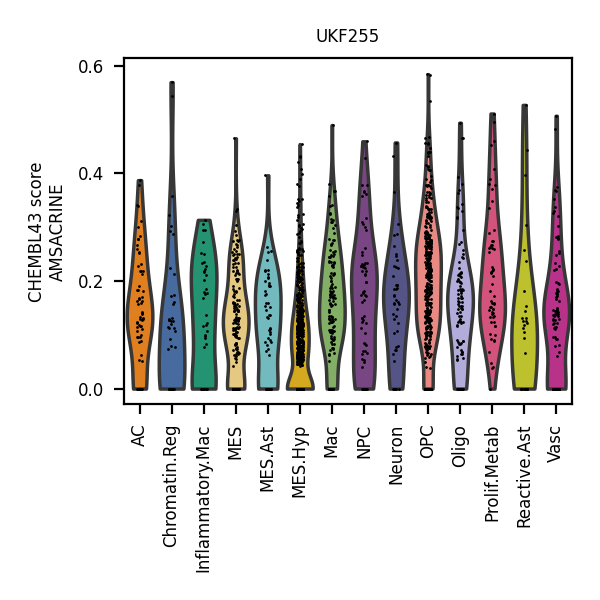 UKF255
CHEMBL43 score
AMSACRINE
0.6
0.4
0.2
0.0
AC
Chromatin.Reg
Inflammatory.Mac
MES
MES.Ast
MES.Hyp
Mac
NPC
Neuron
OPC
Oligo
Prolif.Metab
Reactive.Ast
Vasc